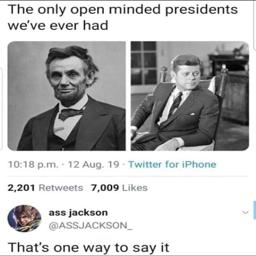 The only open minded presidents
we've ever had
10:18 p.m. · 12 Aug. 19 · Twitter for iPhone
2,201 Retweets 7,009 Likes
ass jackson
@ASSJACKSON_
That's one way to say it